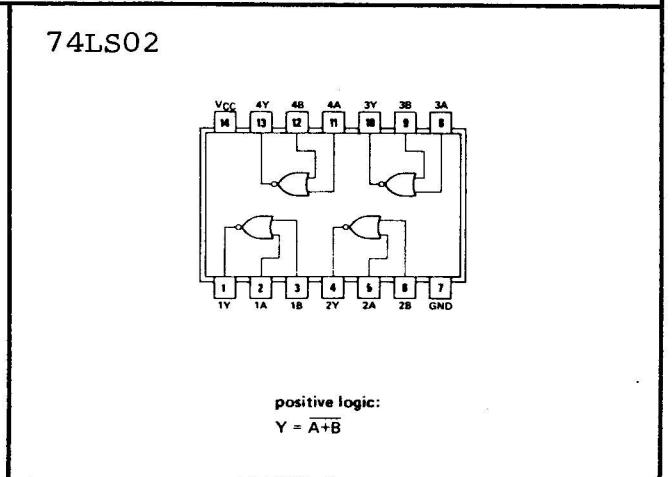 74LS02
VCC 4Y 4B 4A 3Y 3B 3A
14 13 12 11 10 9 8
1 2 3 4 5 6 7
1Y 1A 1B 2Y 2A 2B GND
positive logic:
Y = A+B